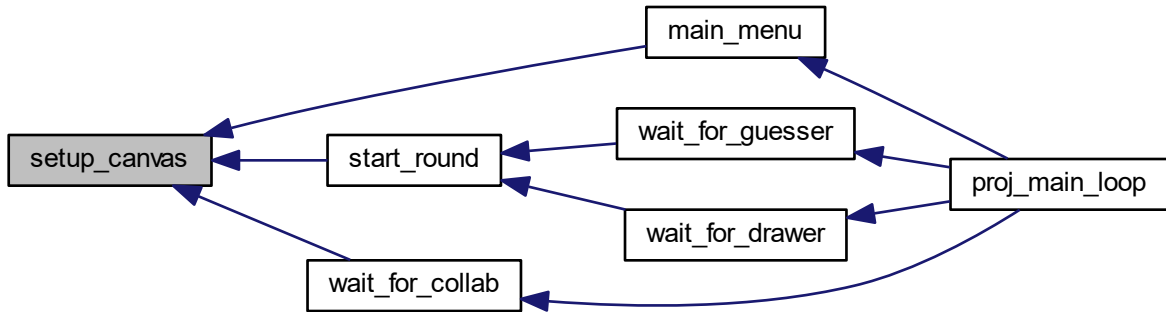 main_menu
wait_for_guesser
setup_canvas
start_round
proj_main_loop
wait_for_drawer
wait_for_collab